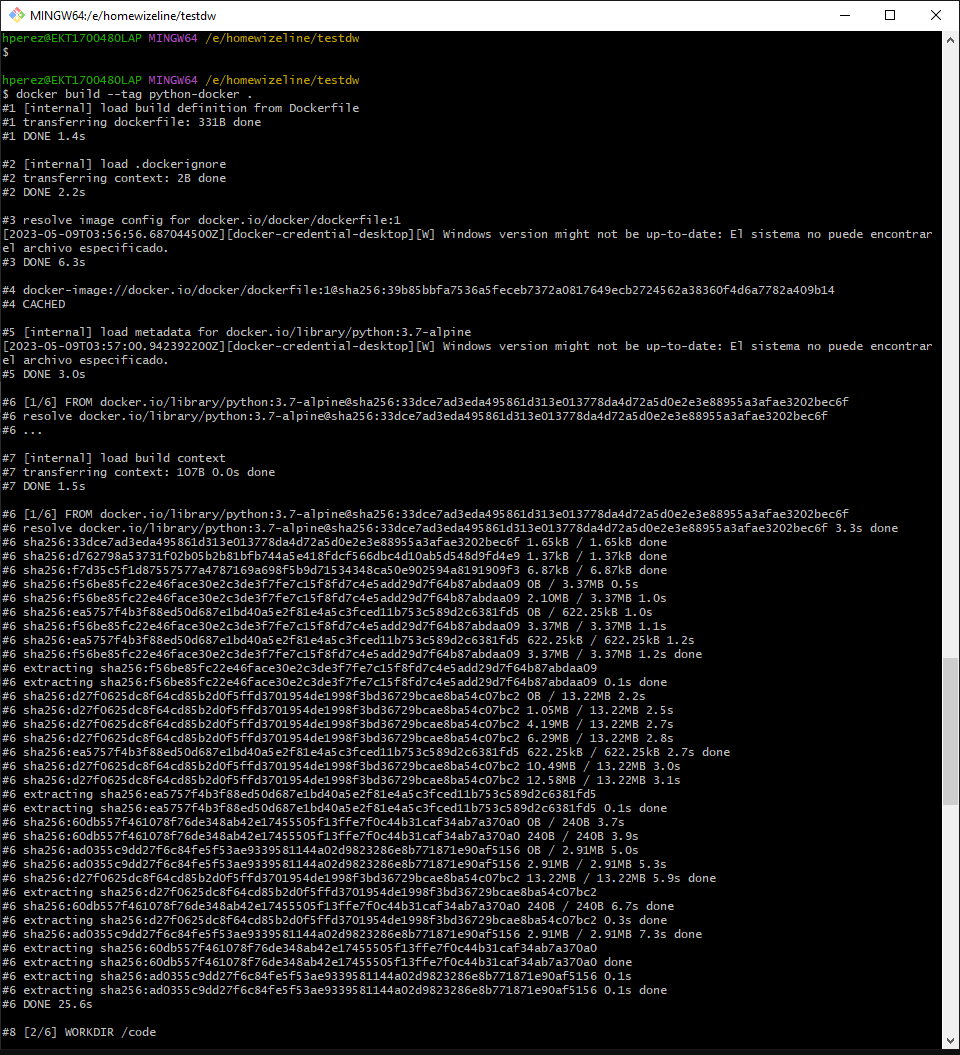 MINGW64:/e/homewizeline/testdw
hperez@EKT1700480LAP MINGW64 /e/homewizeline/testdw
$
hperez@EKT1700480LAP MINGW64 /e/homewizeline/testdw
$ docker build --tag python-docker .
#1 [internal] load build definition from Dockerfile
#1 transferring dockerfile: 331B done
#1 DONE 1.4s
#2 [internal] load .dockerignore
#2 transferring context: 2B done
#2 DONE 2.2s
#3 resolve image config for docker.io/docker/dockerfile:1
[2023-05-09T03:56:56.687044500Z][docker-credential-desktop][W] Windows version might not be up-to-date: El sistema no puede encontrar
el archivo especificado.
#3 DONE 6.3s
#4 docker-image://docker.io/docker/dockerfile:1@sha256:39b85bbfa7536a5feceb7372a0817649ecb2724562a38360f4d6a7782a409b14
#4 CACHED
#5 [internal] load metadata for docker.io/library/python:3.7-alpine
[2023-05-09T03:57:00.942392200Z][docker-credential-desktop][W] Windows version might not be up-to-date: El sistema no puede encontrar
el archivo especificado.
#5 DONE 3.0s
#6 [1/6] FROM docker.io/library/python:3.7-alpine@sha256:33dce7ad3eda495861d313e013778da4d72a5d0e2e3e88955a3afae3202bec6f
#6 resolve docker.io/library/python:3.7-alpine@sha256:33dce7ad3eda495861d313e013778da4d72a5d0e2e3e88955a3afae3202bec6f
#6 ...
#7 [internal] load build context
#7 transferring context: 107B 0.0s done
#7 DONE 1.5s
#6 [1/6] FROM docker.io/library/python:3.7-alpine@sha256:33dce7ad3eda495861d313e013778da4d72a5d0e2e3e88955a3afae3202bec6f
#6 resolve docker.io/library/python:3.7-alpine@sha256:33dce7ad3eda495861d313e013778da4d72a5d0e2e3e88955a3afae3202bec6f 3.3s done
#6 sha256:33dce7ad3eda495861d313e013778da4d72a5d0e2e3e88955a3afae3202bec6f 1.65kB / 1.65kB done
#6 sha256:d762798a53731f02b05b2b81bfb744a5e418fdcf566dbc4d10ab5d548d9fd4e9 1.37kB / 1.37kB done
#6 sha256:f7d35c5f1d87557577a4787169a698f5b9d71534348ca50e902594a8191909f3 6.87kB / 6.87kB done
#6 sha256:f56be85fc22e46face30e2c3de3f7fe7c15f8fd7c4e5add29d7f64b87abdaa09 0B / 3.37MB 0.5s
#6 sha256:f56be85fc22e46face30e2c3de3f7fe7c15f8fd7c4e5add29d7f64b87abdaa09 2.10MB / 3.37MB 1.0s
#6 sha256:ea5757f4b3f88ed50d687e1bd40a5e2f81e4a5c3fced11b753c589d2c6381fd5 0B / 622.25kB 1.0s
#6 sha256:f56be85fc22e46face30e2c3de3f7fe7c15f8fd7c4e5add29d7f64b87abdaa09 3.37MB / 3.37MB 1.1s
#6 sha256:ea5757f4b3f88ed50d687e1bd40a5e2f81e4a5c3fced11b753c589d2c6381fd5 622.25kB / 622.25kB 1.2s
#6 sha256:f56be85fc22e46face30e2c3de3f7fe7c15f8fd7c4e5add29d7f64b87abdaa09 3.37MB / 3.37MB 1.2s done
#6 extracting sha256:f56be85fc22e46face30e2c3de3f7fe7c15f8fd7c4e5add29d7f64b87abdaa09
#6 extracting sha256:f56be85fc22e46face30e2c3de3f7fe7c15f8fd7c4e5add29d7f64b87abdaa09 0.1s done
#6 sha256:d27f0625dc8f64cd85b2d0f5ffd3701954de1998f3bd36729bcae8ba54c07bc2 0B / 13.22MB 2.2s
#6 sha256:d27f0625dc8f64cd85b2d0f5ffd3701954de1998f3bd36729bcae8ba54c07bc2 1.05MB / 13.22MB 2.5s
#6 sha256:d27f0625dc8f64cd85b2d0f5ffd3701954de1998f3bd36729bcae8ba54c07bc2 4.19MB / 13.22MB 2.7s
#6 sha256:d27f0625dc8f64cd85b2d0f5ffd3701954de1998f3bd36729bcae8ba54c07bc2 6.29MB / 13.22MB 2.8s
#6 sha256:ea5757f4b3f88ed50d687e1bd40a5e2f81e4a5c3fced11b753c589d2c6381fd5 622.25kB / 622.25kB 2.7s done
#6 sha256:d27f0625dc8f64cd85b2d0f5ffd3701954de1998f3bd36729bcae8ba54c07bc2 10.49MB / 13.22MB 3.0s
#6 sha256:d27f0625dc8f64cd85b2d0f5ffd3701954de1998f3bd36729bcae8ba54c07bc2 12.58MB / 13.22MB 3.1s
#6 extracting sha256:ea5757f4b3f88ed50d687e1bd40a5e2f81e4a5c3fced11b753c589d2c6381fd5
#6 extracting sha256:ea5757f4b3f88ed50d687e1bd40a5e2f81e4a5c3fced11b753c589d2c6381fd5 0.1s done
#6 sha256:60db557f461078f76de348ab42e17455505f13ffe7f0c44b31caf34ab7a370a0 0B / 240B 3.7s
#6 sha256:60db557f461078f76de348ab42e17455505f13ffe7f0c44b31caf34ab7a370a0 240B / 240B 3.9s
#6 sha256:ad0355c9dd27f6c84fe5f53ae9339581144a02d9823286e8b771871e90af5156 0B / 2.91MB 5.0s
#6 sha256:ad0355c9dd27f6c84fe5f53ae9339581144a02d9823286e8b771871e90af5156 2.91MB / 2.91MB 5.3s
#6 sha256:d27f0625dc8f64cd85b2d0f5ffd3701954de1998f3bd36729bcae8ba54c07bc2 13.22MB / 13.22MB 5.9s done
#6 extracting sha256:d27f0625dc8f64cd85b2d0f5ffd3701954de1998f3bd36729bcae8ba54c07bc2
#6 sha256:60db557f461078f76de348ab42e17455505f13ffe7f0c44b31caf34ab7a370a0 240B / 240B 6.7s done
#6 extracting sha256:d27f0625dc8f64cd85b2d0f5ffd3701954de1998f3bd36729bcae8ba54c07bc2 0.3s done
#6 sha256:ad0355c9dd27f6c84fe5f53ae9339581144a02d9823286e8b771871e90af5156 2.91MB / 2.91MB 7.3s done
#6 extracting sha256:60db557f461078f76de348ab42e17455505f13ffe7f0c44b31caf34ab7a370a0
#6 extracting sha256:60db557f461078f76de348ab42e17455505f13ffe7f0c44b31caf34ab7a370a0 done
#6 extracting sha256:ad0355c9dd27f6c84fe5f53ae9339581144a02d9823286e8b771871e90af5156 0.1s
#6 extracting sha256:ad0355c9dd27f6c84fe5f53ae9339581144a02d9823286e8b771871e90af5156 0.1s done
#6 DONE 25.6s
#8 [2/6] WORKDIR /code